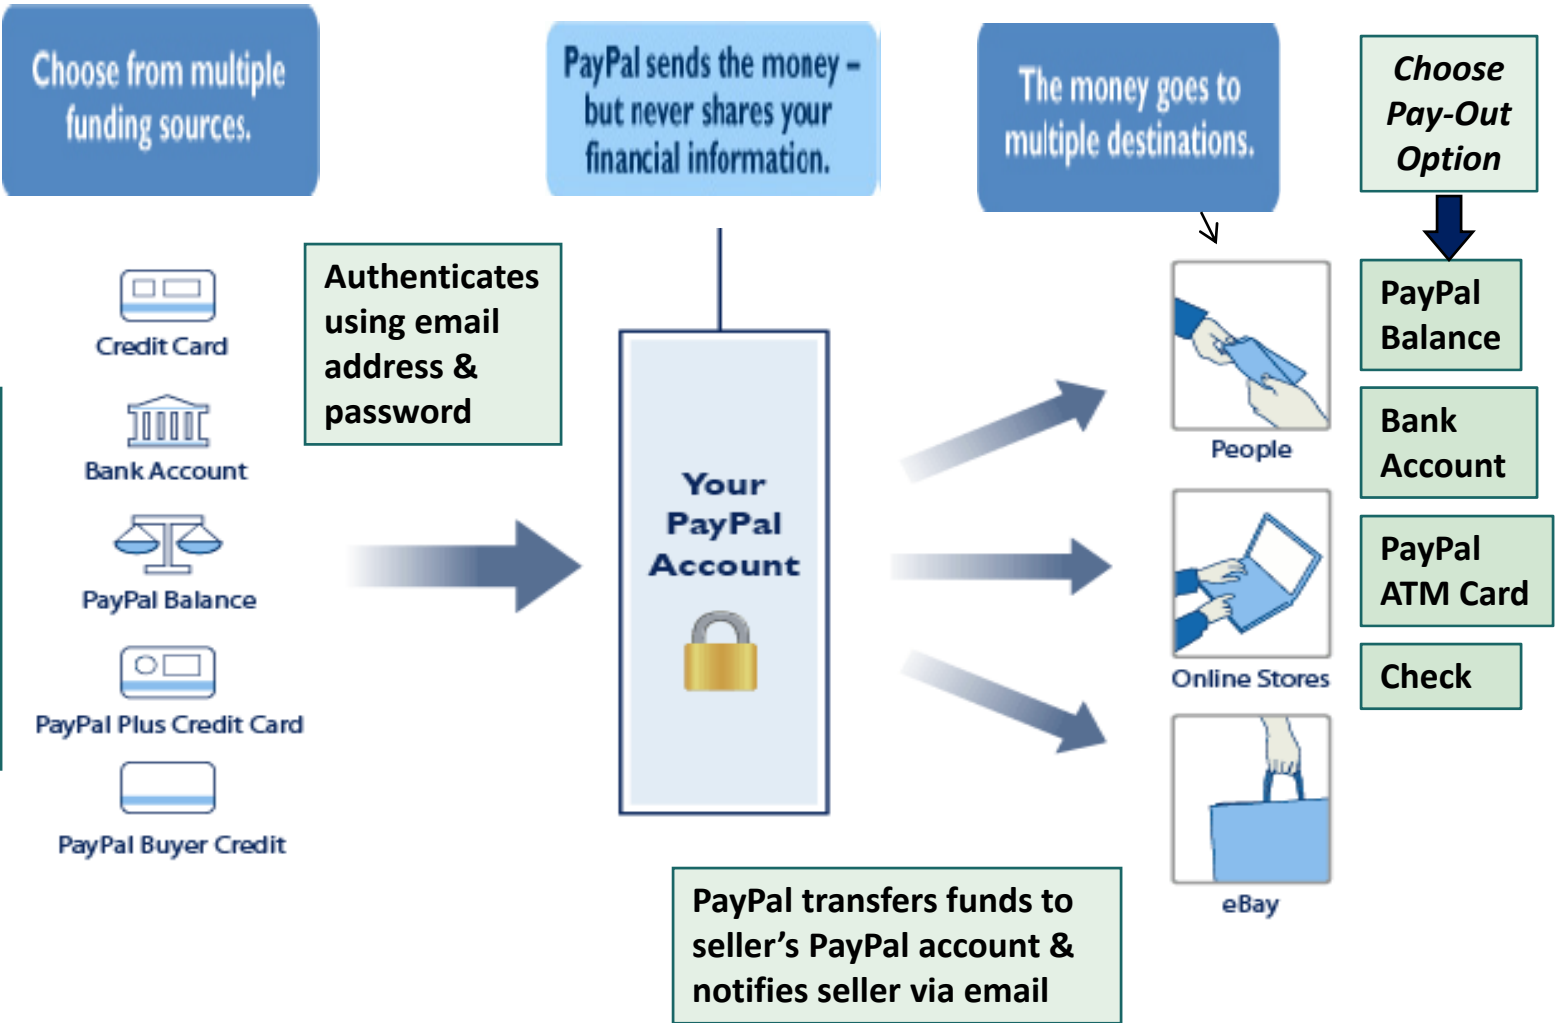 Choose from multiple
funding sources.
PayPal sends the money –
but never shares your
financial information.
The money goes to
multiple destinations.
Choose
Pay-Out
Option
Authenticates
using email
address &
password
Credit Card
Bank Account
PayPal Balance
PayPal Plus Credit Card
PayPal Buyer Credit
Your
PayPal
Account
People
Online Stores
eBay
PayPal
Balance
Bank
Account
PayPal
ATM Card
Check
PayPal transfers funds to
seller’s PayPal account &
notifies seller via email